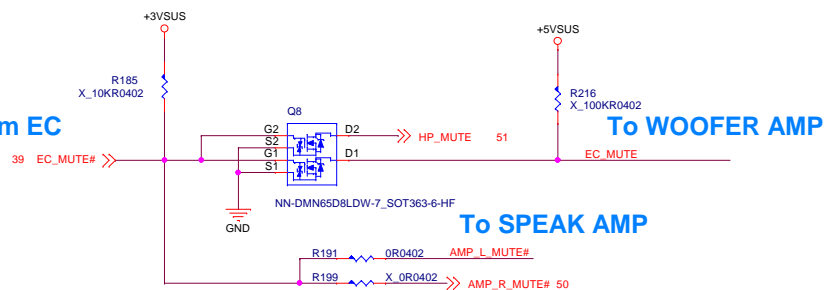 +3VSUS
+5VSUS
R185
X_10KR0402
R216
X_100KR0402
Q8
m EC
To WOOFER AMP
G2
D2
HP_MUTE 51
S2
39 EC_MUTE#
G1
D1
EC_MUTE
S1
NN-DMN65D8LDW-7_SOT363-6-HF
GND
To SPEAK AMP
R191 0R0402 AMP_L_MUTE#
R199 X_0R0402 AMP_R_MUTE# 50